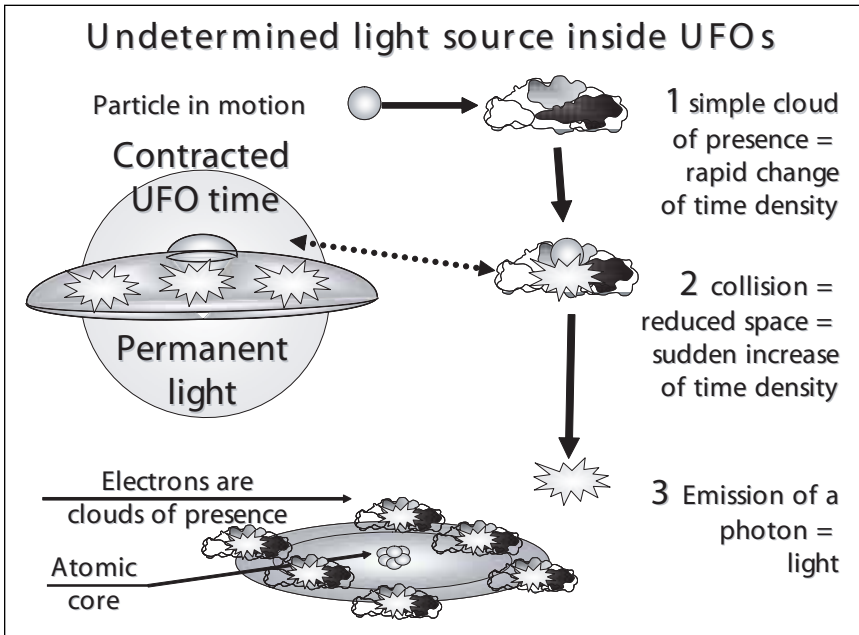 Undetermined light source inside UFOs
Particle in motion
1 simple cloud
of presence =
rapid change
of time density
Contracted
UFO time
2 collision =
reduced space =
sudden increase
of time density
Permanent
light
Electrons are
clouds of presence
3 Emission of a
photon =
light
Atomic
core